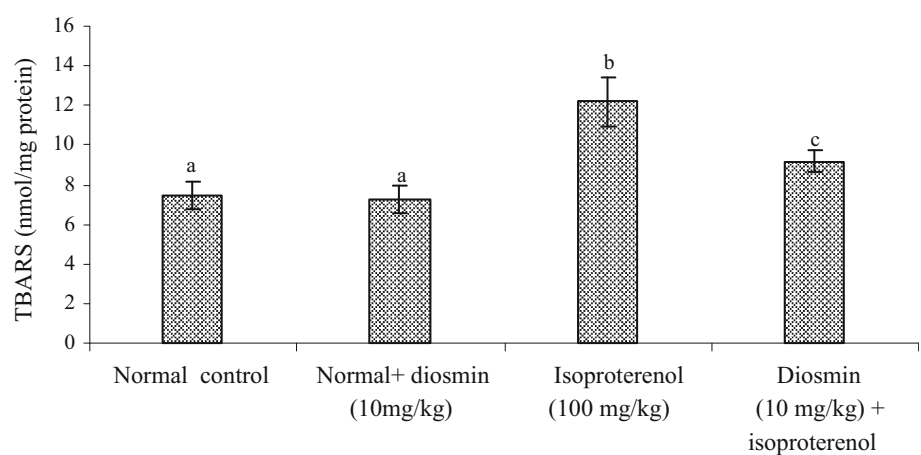 TBARS (nmol/mg protein)
16
14
12
10
8
6
4
2
0
a
a
b
c
Normal control
Normal+ diosmin
(10mg/kg)
Isoproterenol
(100 mg/kg)
Diosmin
(10 mg/kg) +
isoproterenol